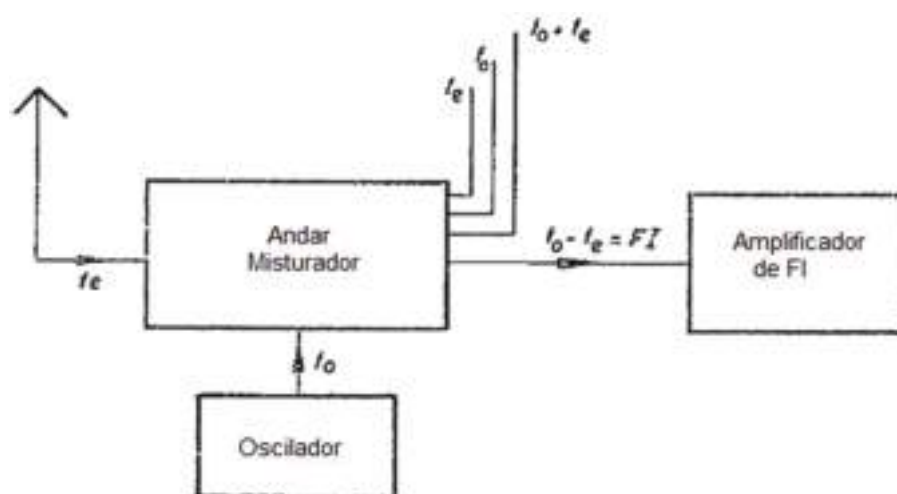 fo + fe
fo
fe
Andar
Misturador
fo - fe = FI
Amplificador
de FI
fe
fo
Oscilador